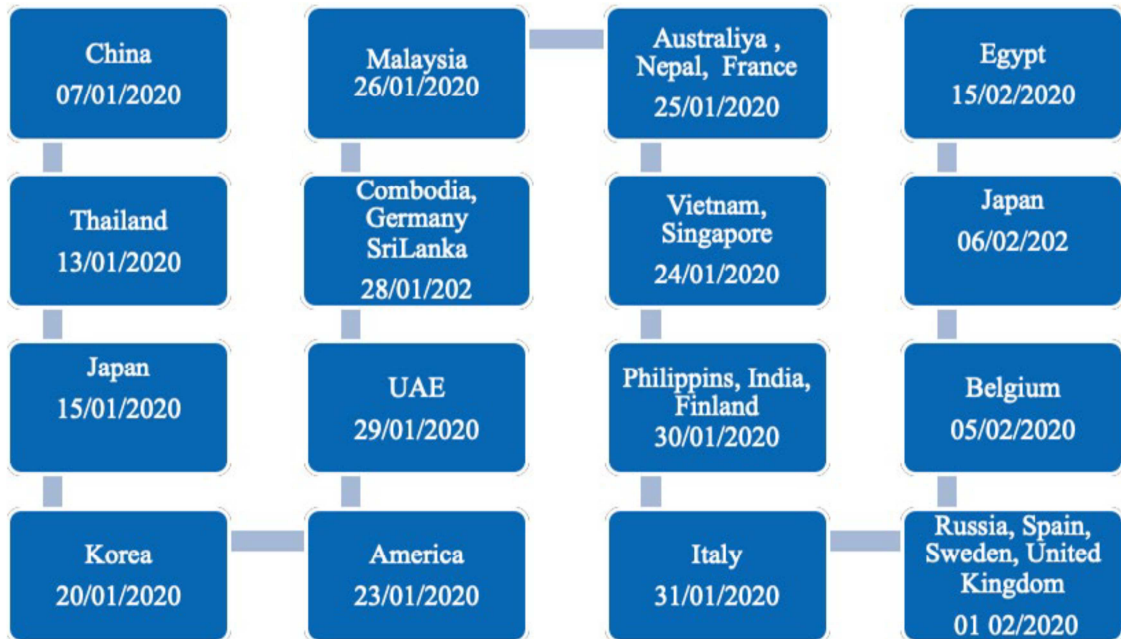 China
07/01/2020
Thailand
13/01/2020
Japan
15/01/2020
Korea
20/01/2020
America
23/01/2020
UAE
29/01/2020
Combodia,
Germany
SriLanka
28/01/202
Malaysia
26/01/2020
Australiya ,
Nepal, France
25/01/2020
Vietnam,
Singapore
24/01/2020
Philippins, India,
Finland
30/01/2020
Italy
31/01/2020
Russia, Spain,
Sweden, United
Kingdom
01 02/2020
Belgium
05/02/2020
Japan
06/02/202
Egypt
15/02/2020